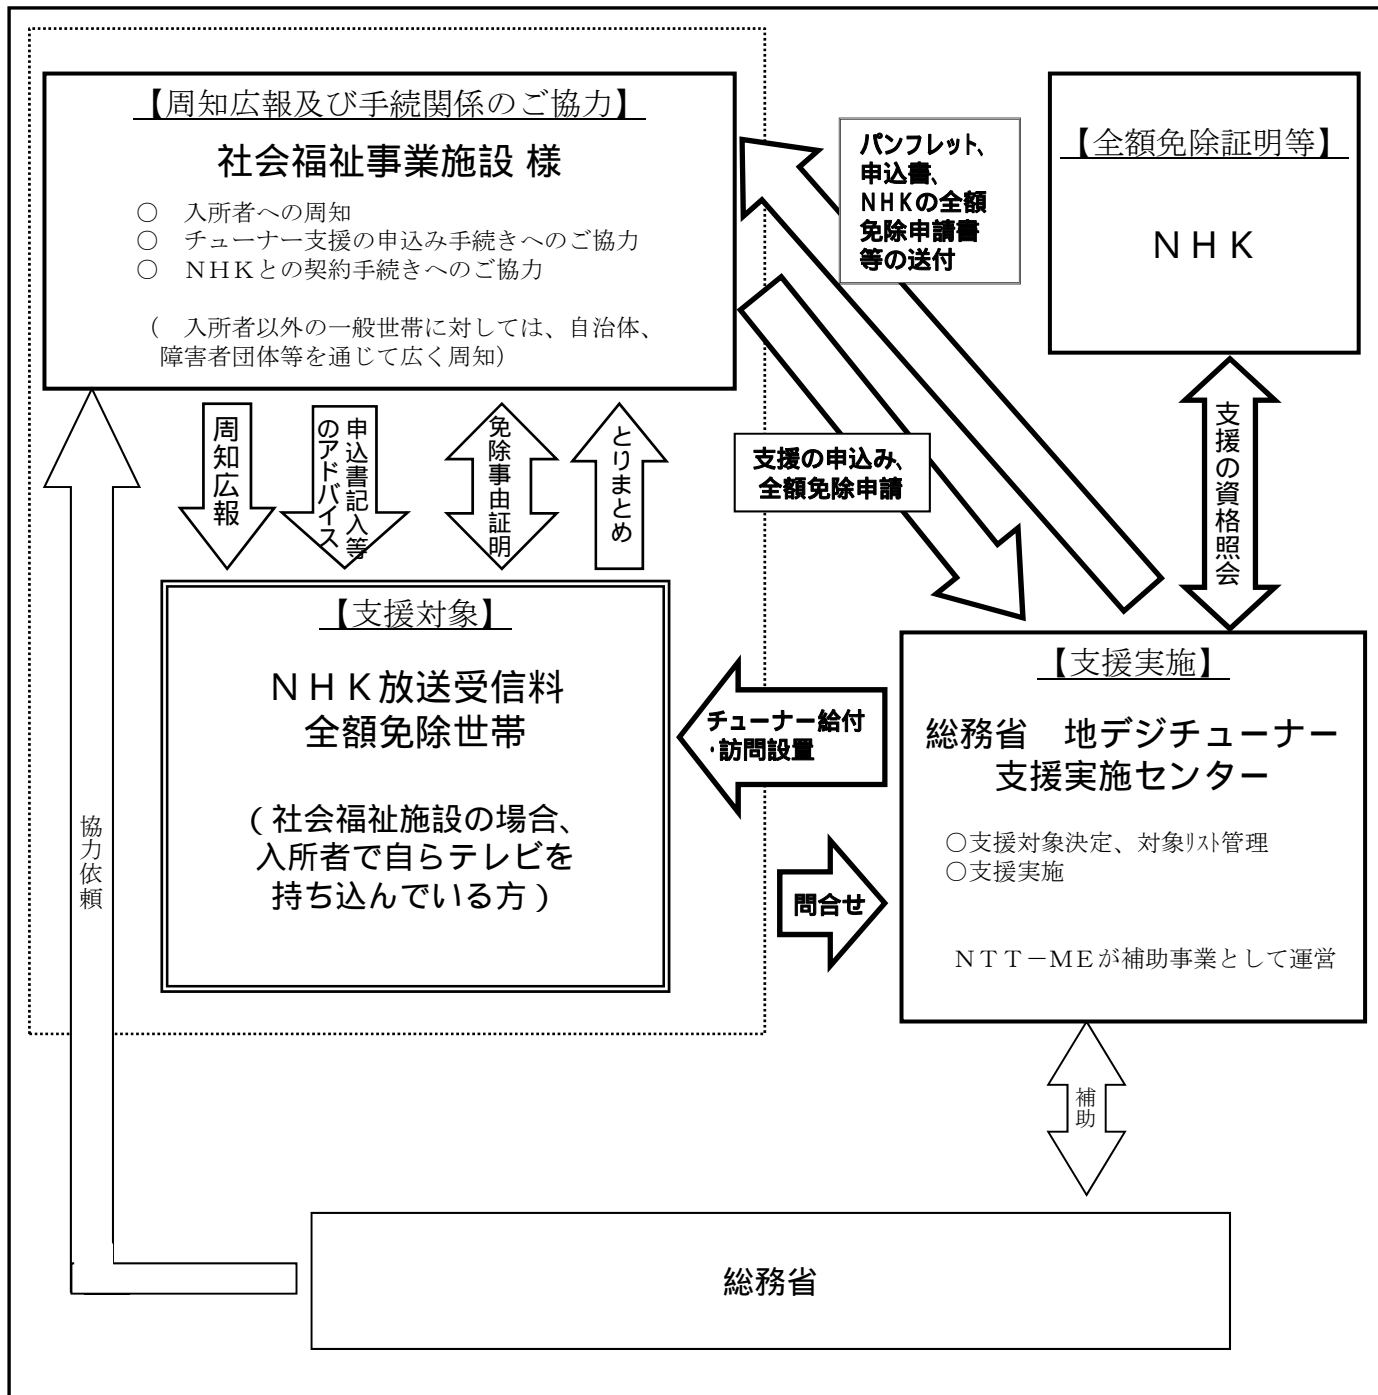 【周知広報及び手続関係のご協力】
社会福祉事業施設 様
○　入所者への周知
○　チューナー支援の申込み手続きへのご協力
○　ＮＨＫとの契約手続きへのご協力
（　入所者以外の一般世帯に対しては、自治体、
障害者団体等を通じて広く周知）
パンフレット、
申込書、
ＮＨＫの全額
免除申請書
等の送付
【全額免除証明等】
ＮＨＫ
周知広報
申込書記入等
のアドバイス
免除事由証明
とりまとめ
支援の申込み、
全額免除申請
支援の資格照会
【支援対象】
ＮＨＫ放送受信料
全額免除世帯
（社会福祉施設の場合、
入所者で自らテレビを
持ち込んでいる方）
チューナー給付
・訪問設置
問合せ
【支援実施】
総務省　地デジチューナー
支援実施センター
○支援対象決定、対象ﾘｽﾄ管理
○支援実施
ＮＴＴ－ＭＥが補助事業として運営
協力依頼
補助
総務省